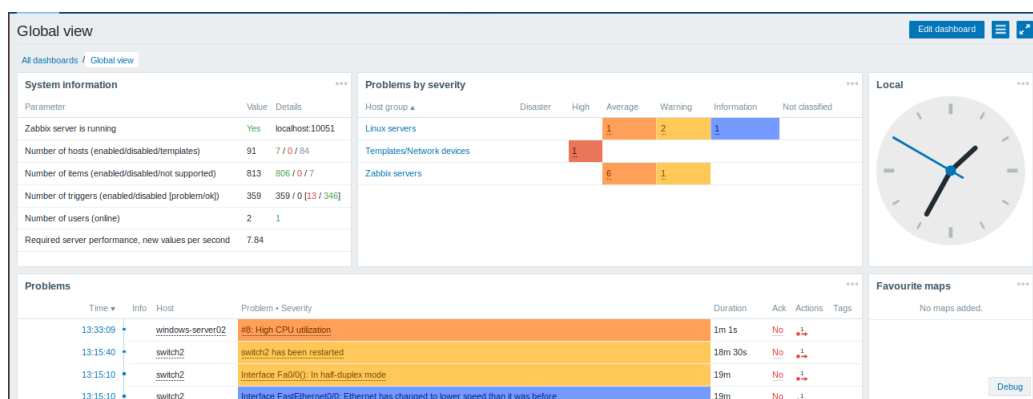 Global view
Edit dashboard
All dashboards / Global view
System information
Parameter Value Details
Zabbix server is running Yes localhost:10051
Number of hosts (enabled/disabled/templates) 91 7 / 0 / 84
Number of items (enabled/disabled/not supported) 813 806 / 0 / 7
Number of triggers (enabled/disabled [problem/ok]) 359 359 / 0 [13 / 346]
Number of users (online) 2 1
Required server performance, new values per second 7.84
Problems by severity
Host group ▲ Disaster High Average Warning Information Not classified
Linux servers 1 2 1
Templates/Network devices 1
Zabbix servers 6 1
Local
Problems
Time ▼ Info Host Problem • Severity Duration Ack Actions Tags
13:33:09 windows-server02 #8: High CPU utilization 1m 1s No 1
13:15:40 switch2 switch2 has been restarted 18m 30s No 1
13:15:10 switch2 Interface Fa0/0(): In half-duplex mode 19m No 1
13:15:10 switch2 Interface FastEthernet0/0: Ethernet has changed to lower speed than it was before 19m No 1
Favourite maps
No maps added.
Debug